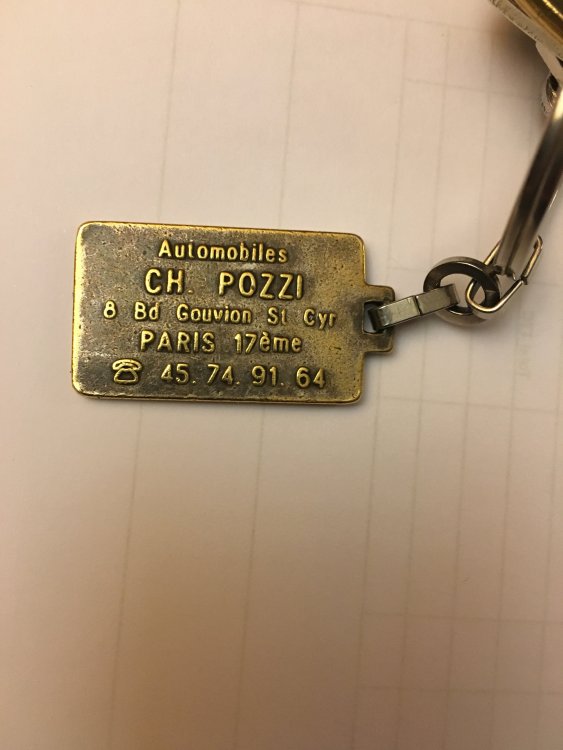 Automobiles
CH. POZZI
8 Bd Gouvion St Cyr
PARIS 17ème
☎ 45.74.91.64